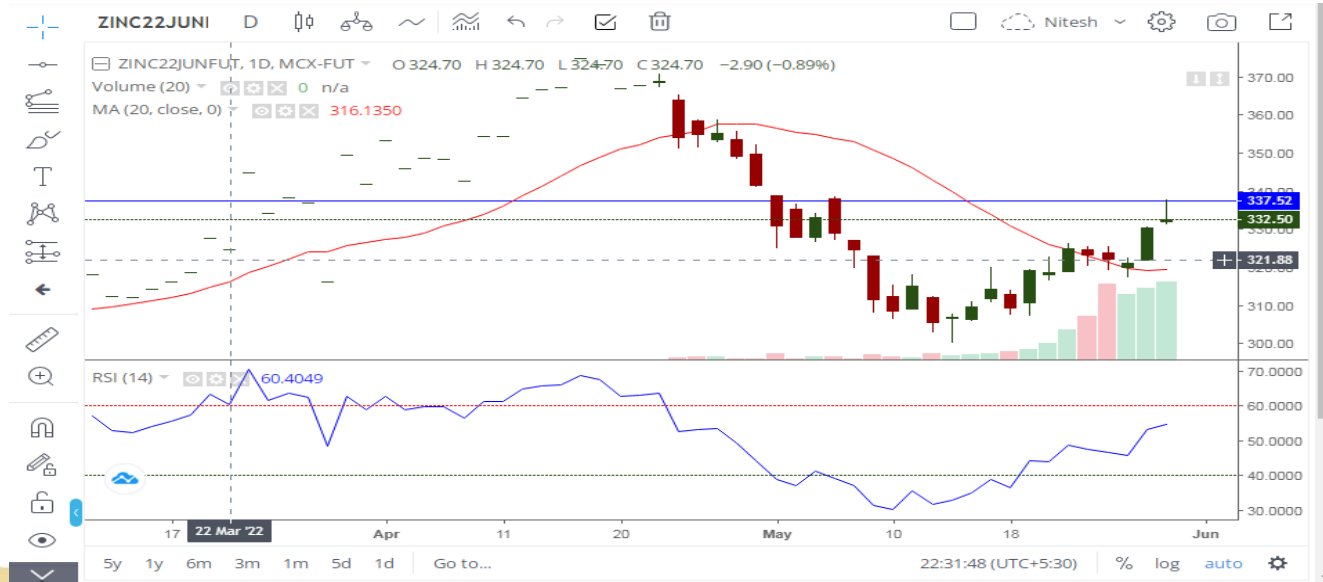 ZINC22JUNI D Nitesh
ZINC22JUNFUT, 1D, MCX-FUT O 324.70 H 324.70 L 324.70 C 324.70 −2.90 (−0.89%)
Volume (20) 0 n/a
MA (20, close, 0) 316.1350
370.00
360.00
350.00
340.00
337.52
332.50
330.00
321.88
320.00
310.00
300.00
RSI (14) 60.4049
70.0000
60.0000
50.0000
40.0000
30.0000
T
17 22 Mar '22 Apr 11 20 May 10 18 Jun
5y 1y 6m 3m 1m 5d 1d Go to... 22:31:48 (UTC+5:30) % log auto